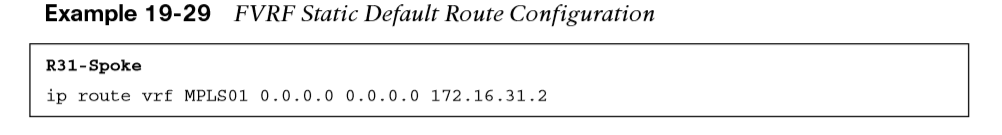 Example 19-29 FVRF Static Default Route Configuration
R31-Spoke
ip route vrf MPLS01 0.0.0.0 0.0.0.0 172.16.31.2